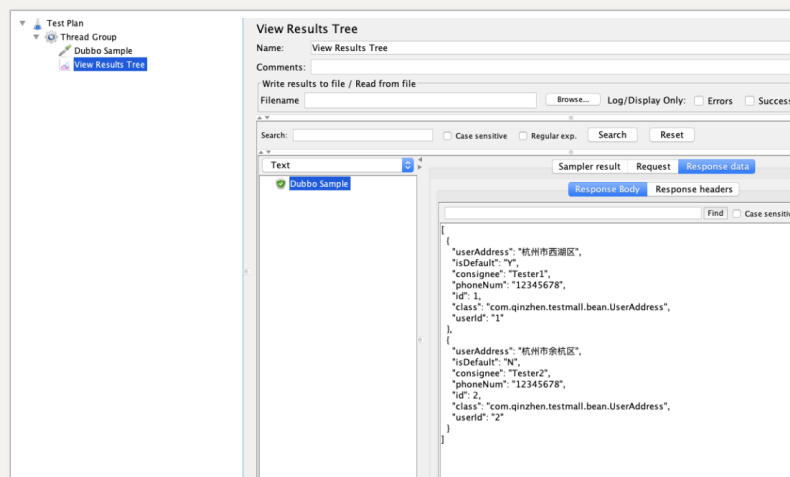 Test Plan
Thread Group
Dubbo Sample
View Results Tree
View Results Tree
Name: View Results Tree
Comments:
Write results to file / Read from file
Filename Browse... Log/Display Only: Errors Success
Search: Case sensitive Regular exp. Search Reset
Text
Dubbo Sample
Sampler result Request Response data
Response Body Response headers
Find Case sensitiv
[
{
"userAddress": "杭州市西湖区",
"isDefault": "Y",
"consignee": "Tester1",
"phoneNum": "12345678",
"id": 1,
"class": "com.qinzhen.testmall.bean.UserAddress",
"userId": "1"
},
{
"userAddress": "杭州市余杭区",
"isDefault": "N",
"consignee": "Tester2",
"phoneNum": "12345678",
"id": 2,
"class": "com.qinzhen.testmall.bean.UserAddress",
"userId": "2"
}
]